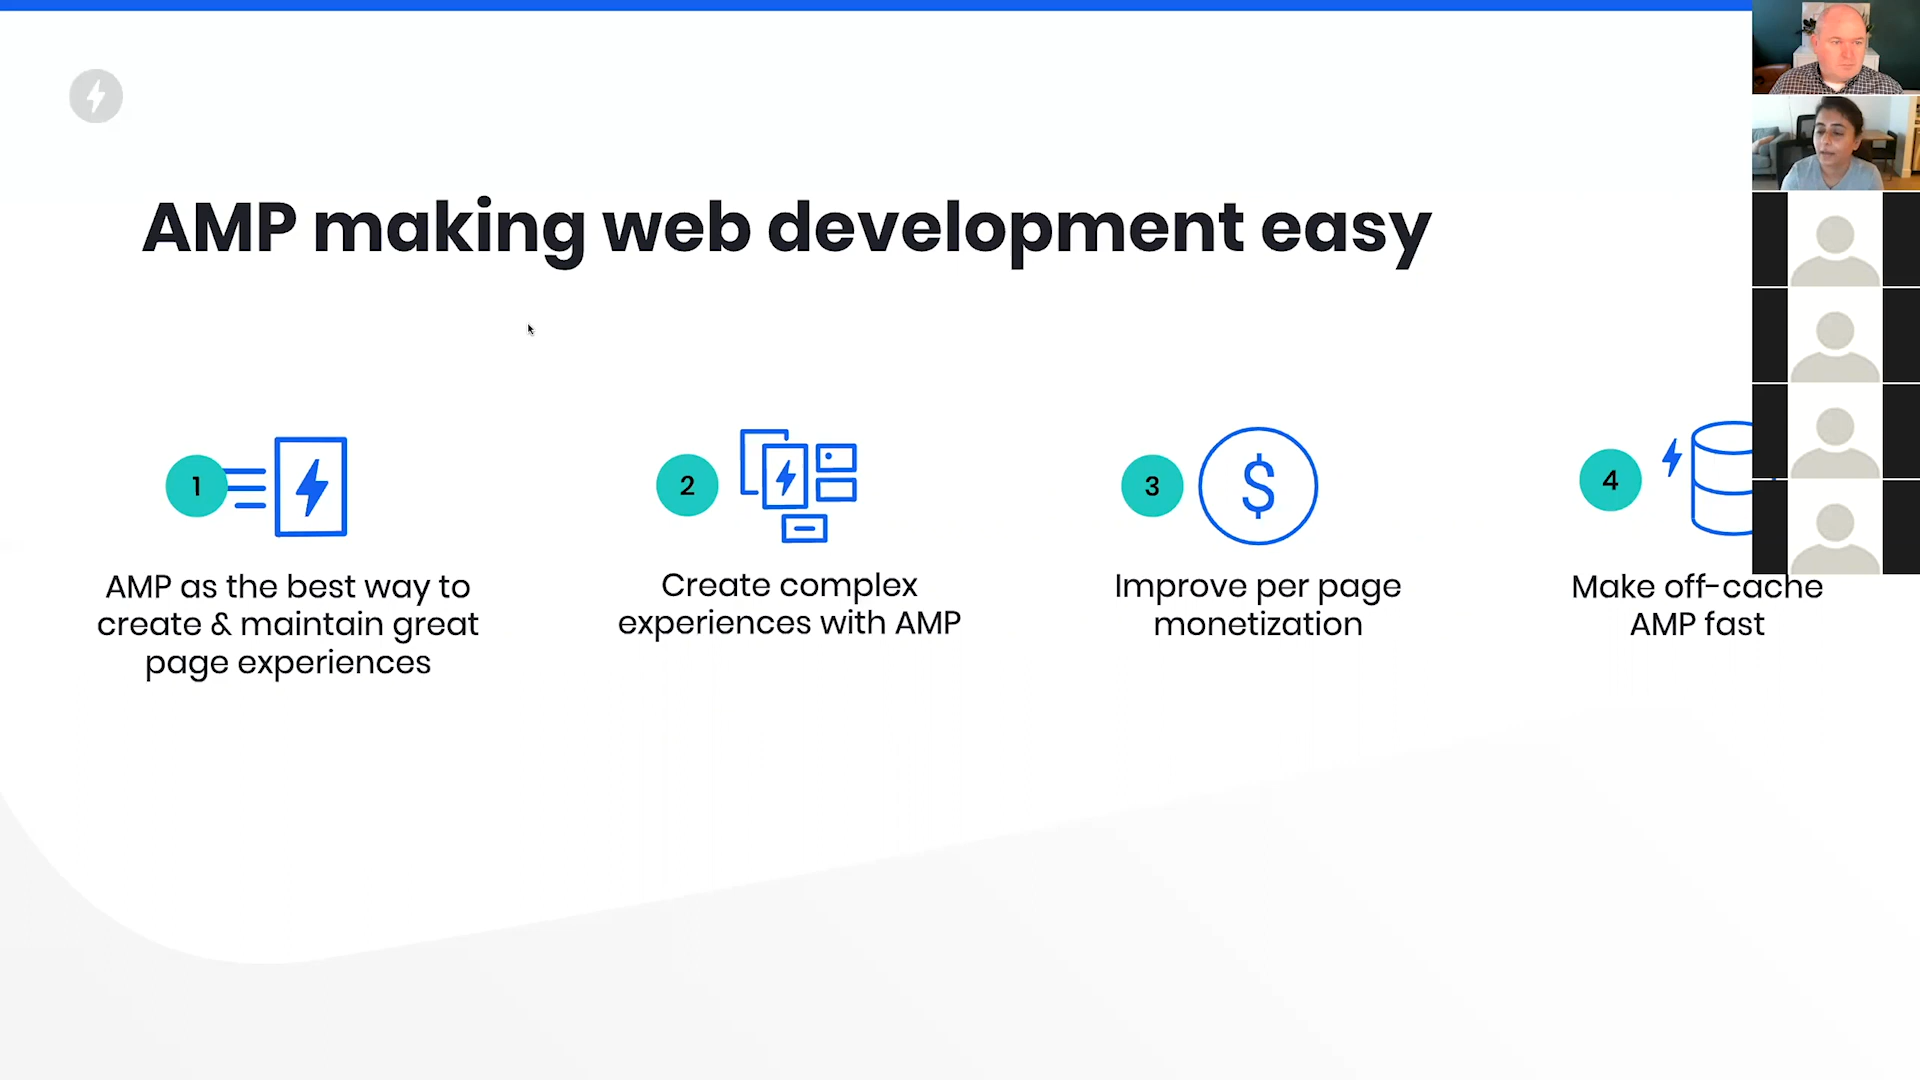 AMP making web development easy
1
AMP as the best way to
create & maintain great
page experiences
2
Create complex
experiences with AMP
3
$
Improve per page
monetization
4
Make off-cache
AMP fast